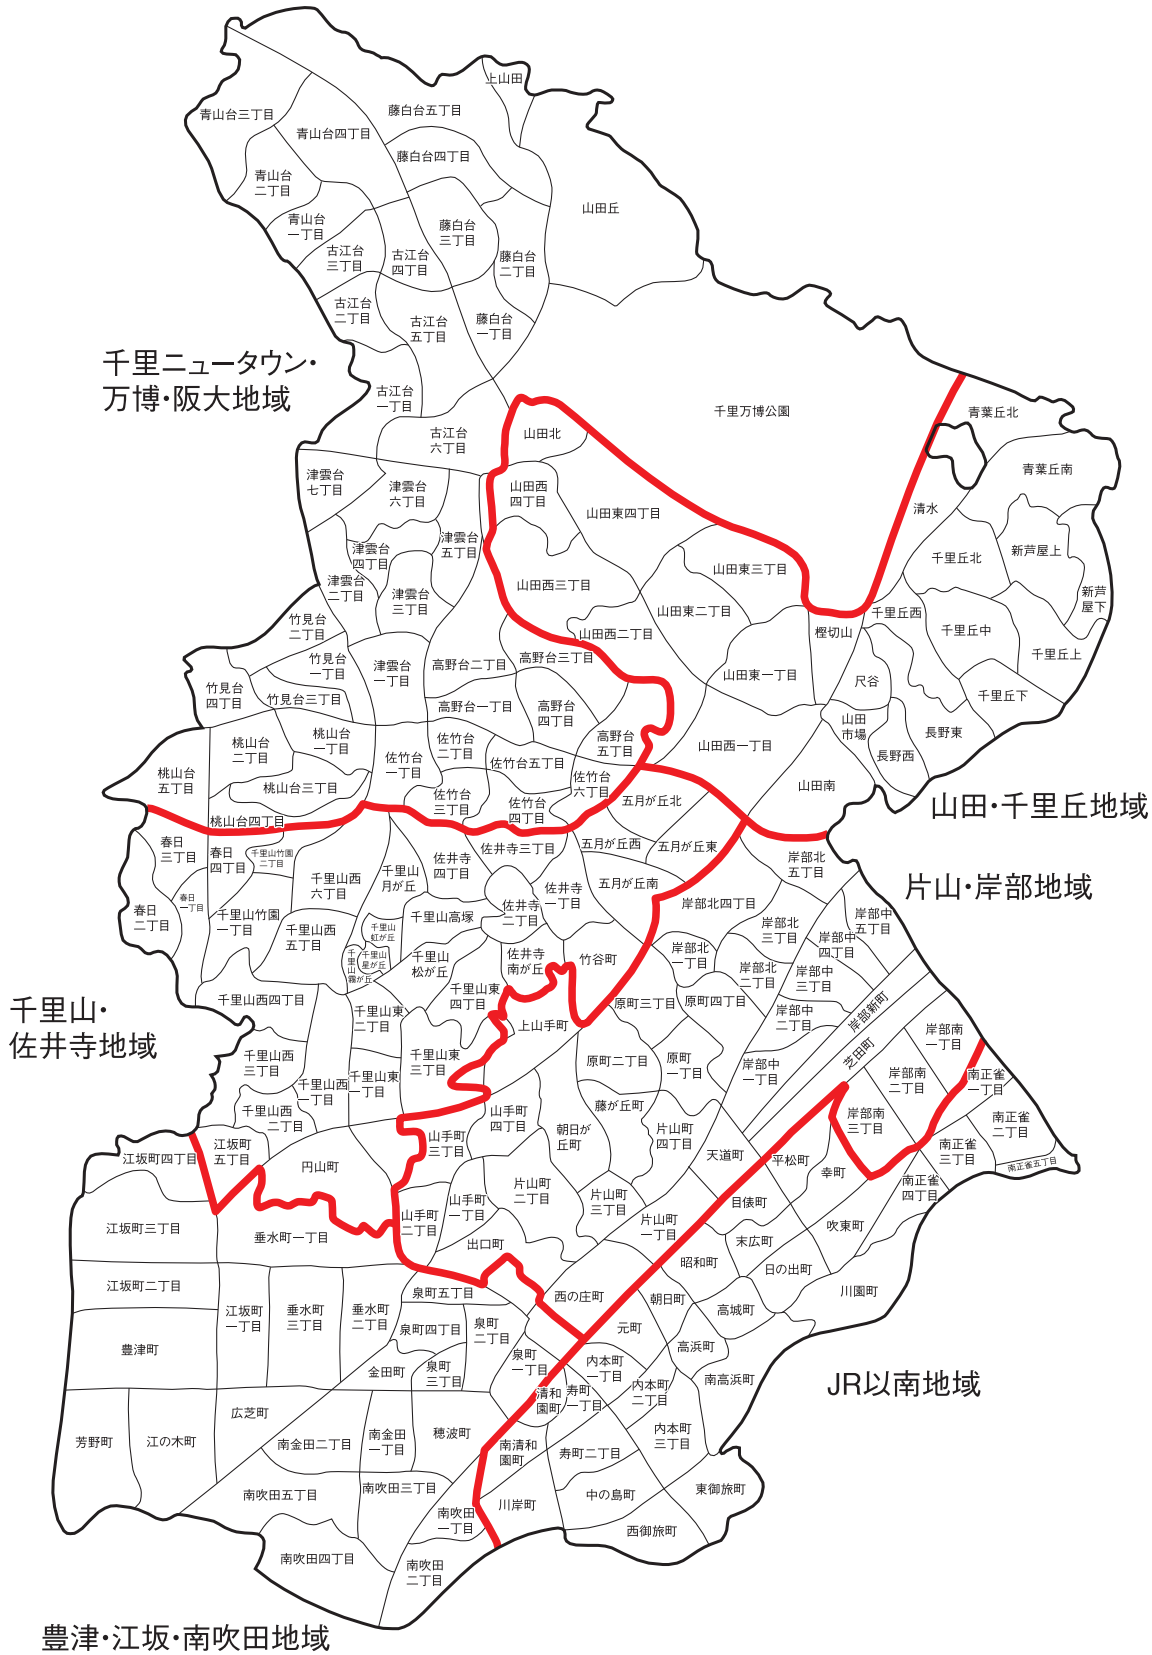 上山田
青山台三丁目
藤白台五丁目
青山台四丁目
藤白台四丁目
青山台
二丁目
山田丘
青山台
一丁目
藤白台
三丁目
古江台
三丁目
古江台
四丁目
藤白台
二丁目
古江台
二丁目
古江台
五丁目
藤白台
一丁目
千里ニュータウン・
万博・阪大地域
古江台
一丁目
千里万博公園
青葉丘北
古江台
六丁目
山田北
青葉丘南
津雲台
七丁目
津雲台
六丁目
山田西
四丁目
山田東四丁目
清水
津雲台
五丁目
津雲台
四丁目
千里丘北
新芦屋上
山田東三丁目
津雲台
二丁目
津雲台
三丁目
山田西三丁目
新芦
屋下
山田東二丁目
千里丘西
竹見台
二丁目
山田西二丁目
樫切山
千里丘中
千里丘上
竹見台
一丁目
津雲台
一丁目
高野台二丁目
高野台三丁目
山田東一丁目
尺谷
竹見台
四丁目
竹見台三丁目
高野台一丁目
高野台
四丁目
千里丘下
桃山台
一丁目
桃山台
二丁目
佐竹台
二丁目
高野台
五丁目
山田西一丁目
山田
市場
長野東
長野西
佐竹台
一丁目
佐竹台五丁目
桃山台
五丁目
桃山台三丁目
佐竹台
六丁目
山田南
佐竹台
三丁目
佐竹台
四丁目
五月が丘北
山田・千里丘地域
桃山台四丁目
春日
三丁目
春日
四丁目
千里山竹園
二丁目
佐井寺三丁目
五月が丘西
五月が丘東
佐井寺
四丁目
岸部北
五丁目
千里山西
六丁目
千里山
月が丘
五月が丘南
片山・岸部地域
佐井寺
一丁目
春日
一丁目
春日
二丁目
千里山竹園
一丁目
千里山高塚
佐井寺
二丁目
岸部北四丁目
岸部中
五丁目
千里山西
五丁目
千里山
虹が丘
岸部北
三丁目
岸部中
四丁目
千里山
星が丘
千里山
霧が丘
千里山
松が丘
佐井寺
南が丘
竹谷町
岸部北
一丁目
岸部北
二丁目
岸部中
三丁目
千里山西四丁目
千里山東
四丁目
原町三丁目
原町四丁目
千里山・
佐井寺地域
千里山東
二丁目
上山手町
岸部中
二丁目
岸部新町
岸部南
一丁目
芝田町
千里山西
三丁目
千里山東
三丁目
原町二丁目
原町
一丁目
岸部中
一丁目
岸部南
二丁目
南正雀
一丁目
千里山西
一丁目
千里山東
一丁目
千里山西
二丁目
山手町
四丁目
藤が丘町
岸部南
三丁目
南正雀
二丁目
江坂町
五丁目
山手町
三丁目
朝日が
丘町
片山町
四丁目
江坂町四丁目
円山町
天道町
平松町
南正雀
三丁目
南正雀五丁目
幸町
片山町
二丁目
南正雀
四丁目
山手町
一丁目
片山町
三丁目
目俵町
江坂町三丁目
垂水町一丁目
山手町
二丁目
片山町
一丁目
吹東町
出口町
末広町
昭和町
日の出町
江坂町二丁目
泉町五丁目
西の庄町
朝日町
川園町
江坂町
一丁目
垂水町
三丁目
垂水町
二丁目
高城町
泉町四丁目
泉町
二丁目
元町
豊津町
高浜町
泉町
一丁目
内本町
一丁目
金田町
泉町
三丁目
南高浜町
JR以南地域
清和
園町
寿町
一丁目
内本町
二丁目
広芝町
芳野町
江の木町
南金田二丁目
南金田
一丁目
穂波町
内本町
三丁目
南清和
園町
寿町二丁目
南吹田三丁目
南吹田五丁目
中の島町
東御旅町
川岸町
南吹田
一丁目
西御旅町
南吹田四丁目
南吹田
二丁目
豊津・江坂・南吹田地域